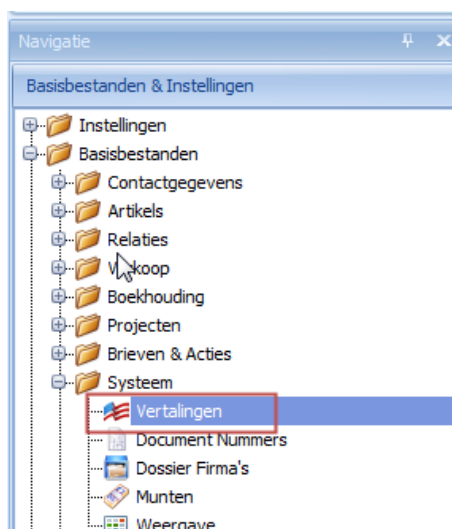 Navigatie
Basisbestanden & Instellingen
Instellingen
Basisbestanden
Contactgegevens
Artikels
Relaties
Boekhouding
Projecten
Brieven & Acties
Systeem
Vertalingen
Document Nummers
Dossier Firma's
Munten
Weergave